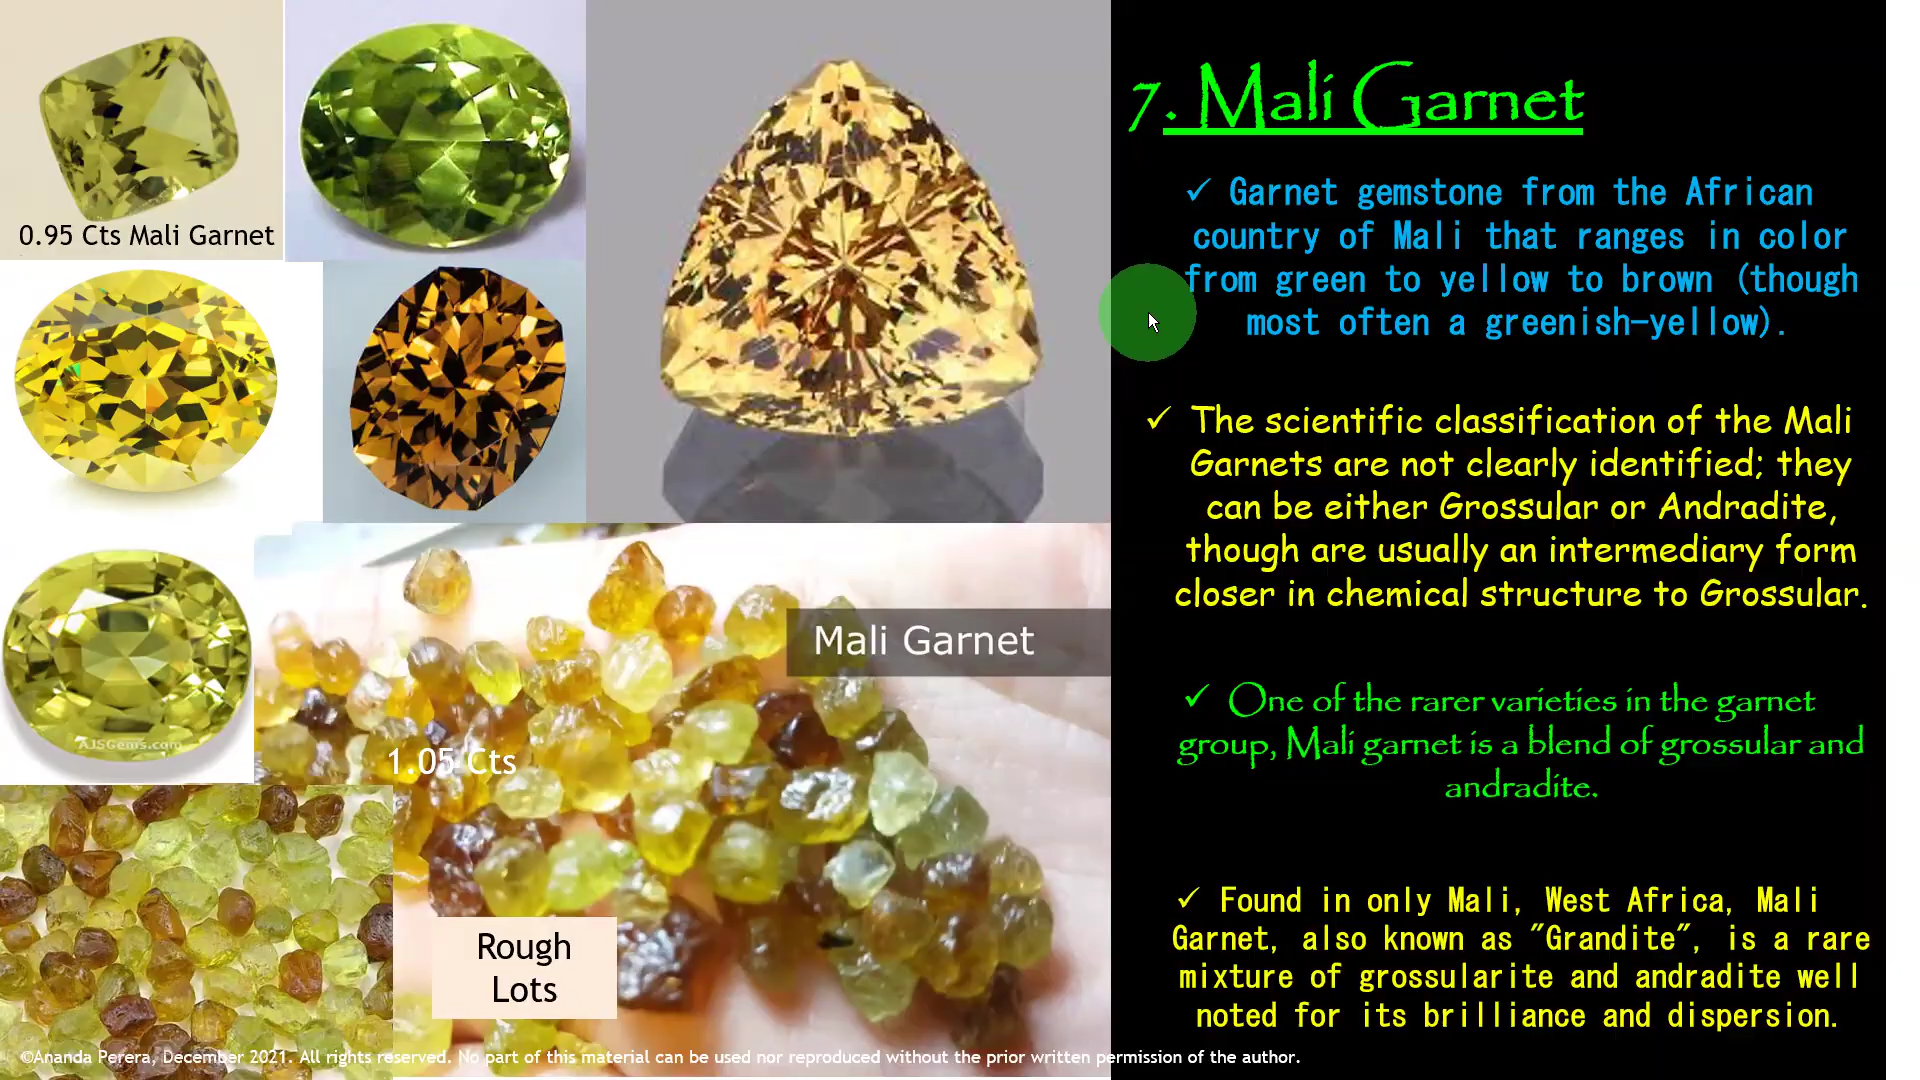 7. Mali Garnet
✓ Garnet gemstone from the African
country of Mali that ranges in color
from green to yellow to brown (though
most often a greenish-yellow).
✓ The scientific classification of the Mali
Garnets are not clearly identified; they
can be either Grossular or Andradite,
though are usually an intermediary form
closer in chemical structure to Grossular.
✓ One of the rarer varieties in the garnet
group, Mali garnet is a blend of grossular and
andradite.
✓ Found in only Mali, West Africa, Mali
Garnet, also known as "Grandite", is a rare
mixture of grossularite and andradite well
noted for its brilliance and dispersion.
0.95 Cts Mali Garnet
AJSGems.com
Mali Garnet
1.05 Cts
Rough
Lots
©Ananda Perera, December 2021. All rights reserved. No part of this material can be used nor reproduced without the prior written permission of the author.